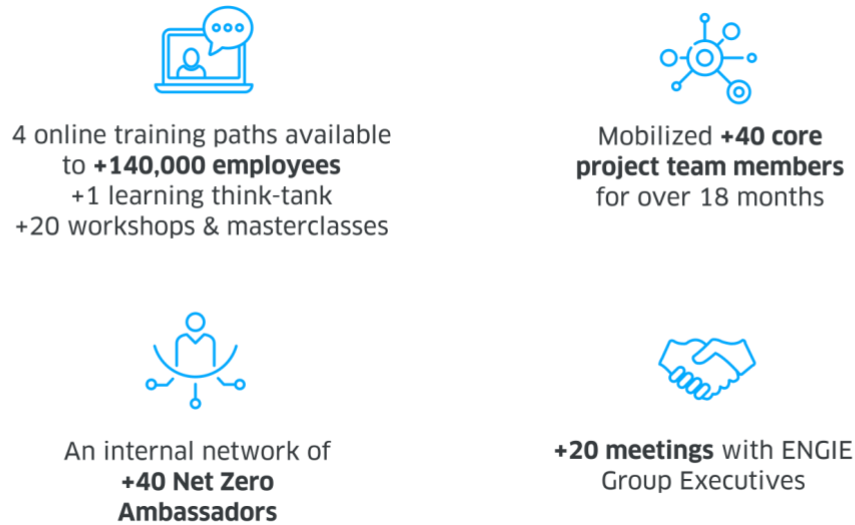 4 online training paths available
to +140,000 employees
+1 learning think-tank
+20 workshops & masterclasses
Mobilized +40 core
project team members
for over 18 months
An internal network of
+40 Net Zero
Ambassadors
+20 meetings with ENGIE
Group Executives